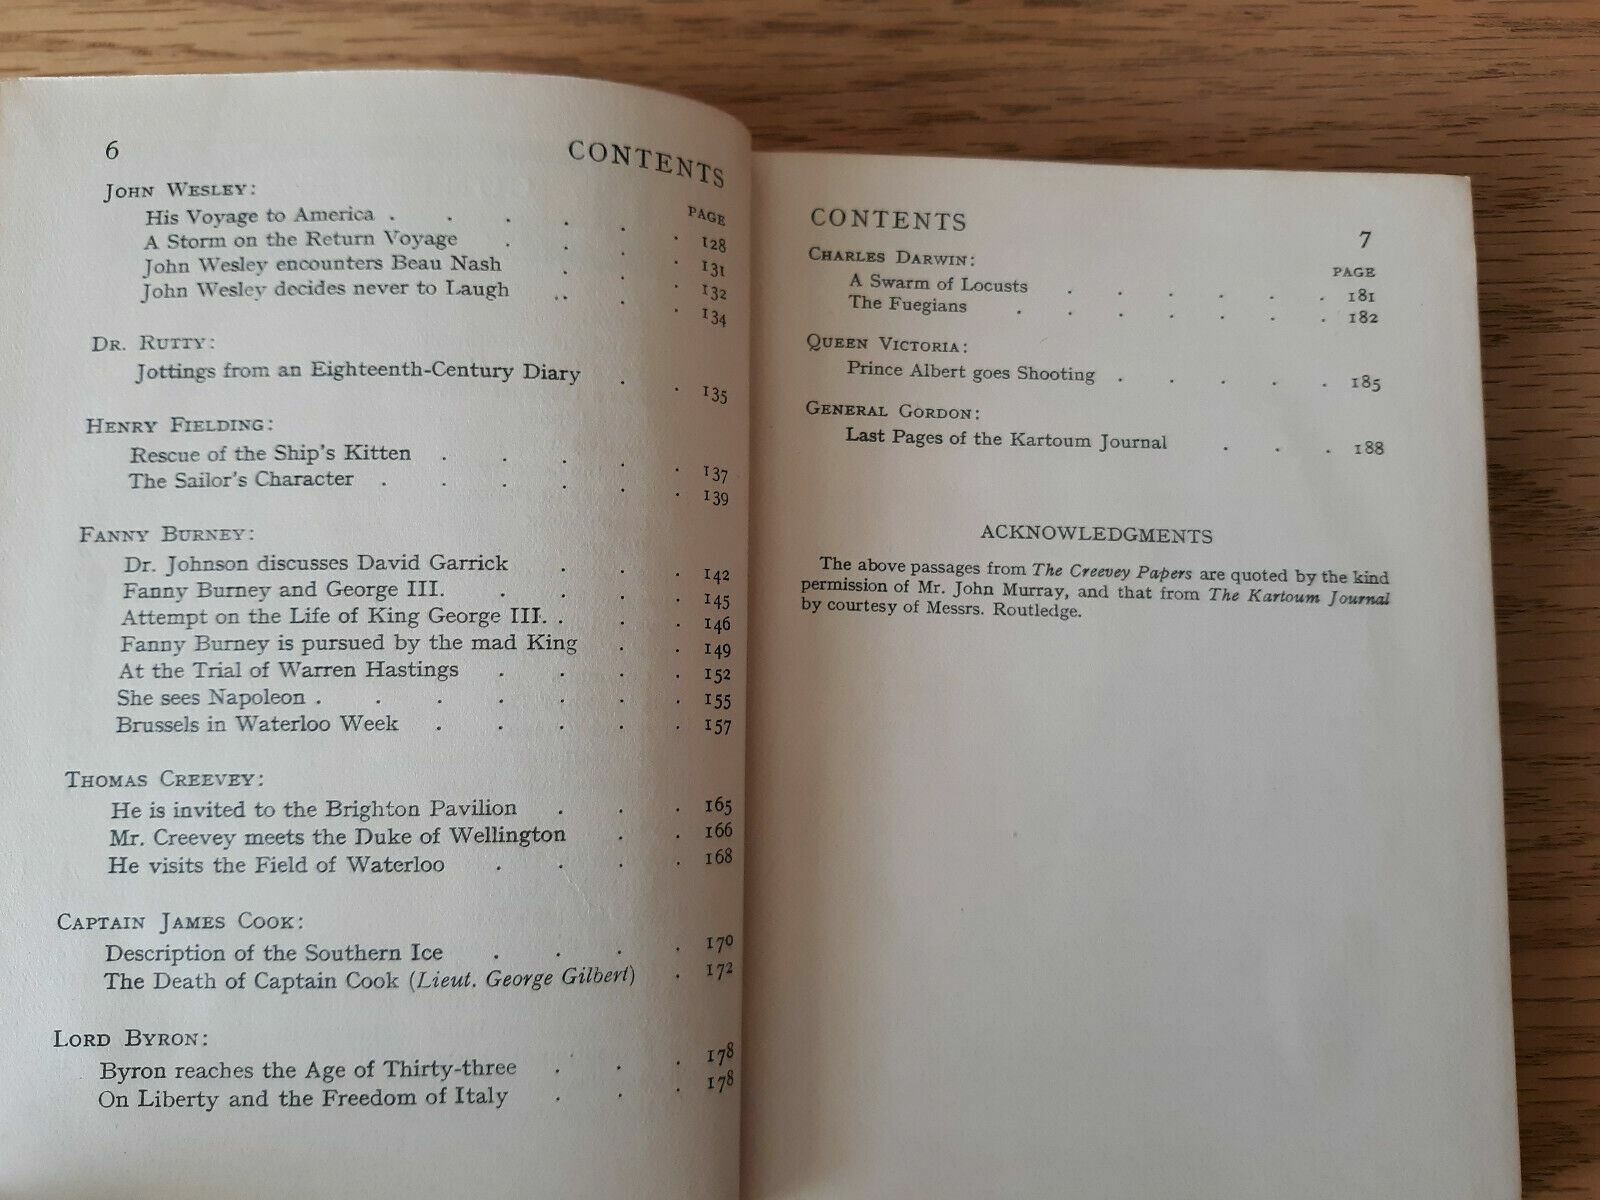 6 CONTENTS
JOHN WESLEY:
PAGE
His Voyage to America . . . . . . 128
A Storm on the Return Voyage . . . . 131
John Wesley encounters Beau Nash . . . 132
John Wesley decides never to Laugh .. . . 134
DR. RUTTY:
Jottings from an Eighteenth-Century Diary . . 135
HENRY FIELDING:
Rescue of the Ship's Kitten . . . . . 137
The Sailor's Character . . . . . . 139
FANNY BURNEY:
Dr. Johnson discusses David Garrick . . . 142
Fanny Burney and George III. . . . . 145
Attempt on the Life of King George III. . . . 146
Fanny Burney is pursued by the mad King . . 149
At the Trial of Warren Hastings . . . . 152
She sees Napoleon . . . . . . . 155
Brussels in Waterloo Week . . . . . 157
THOMAS CREEVEY:
He is invited to the Brighton Pavilion . . . 165
Mr. Creevey meets the Duke of Wellington . . 166
He visits the Field of Waterloo . . . . 168
CAPTAIN JAMES COOK:
Description of the Southern Ice . . . . 170
The Death of Captain Cook (Lieut. George Gilbert) . 172
LORD BYRON:
Byron reaches the Age of Thirty-three . . . 178
On Liberty and the Freedom of Italy . . . 178
CONTENTS 7
CHARLES DARWIN:
PAGE
A Swarm of Locusts . . . . . . 181
The Fuegians . . . . . . . 182
QUEEN VICTORIA:
Prince Albert goes Shooting . . . . . 185
GENERAL GORDON:
Last Pages of the Kartoum Journal . . . 188
ACKNOWLEDGMENTS
The above passages from The Creevey Papers are quoted by the kind
permission of Mr. John Murray, and that from The Kartoum Journal
by courtesy of Messrs. Routledge.